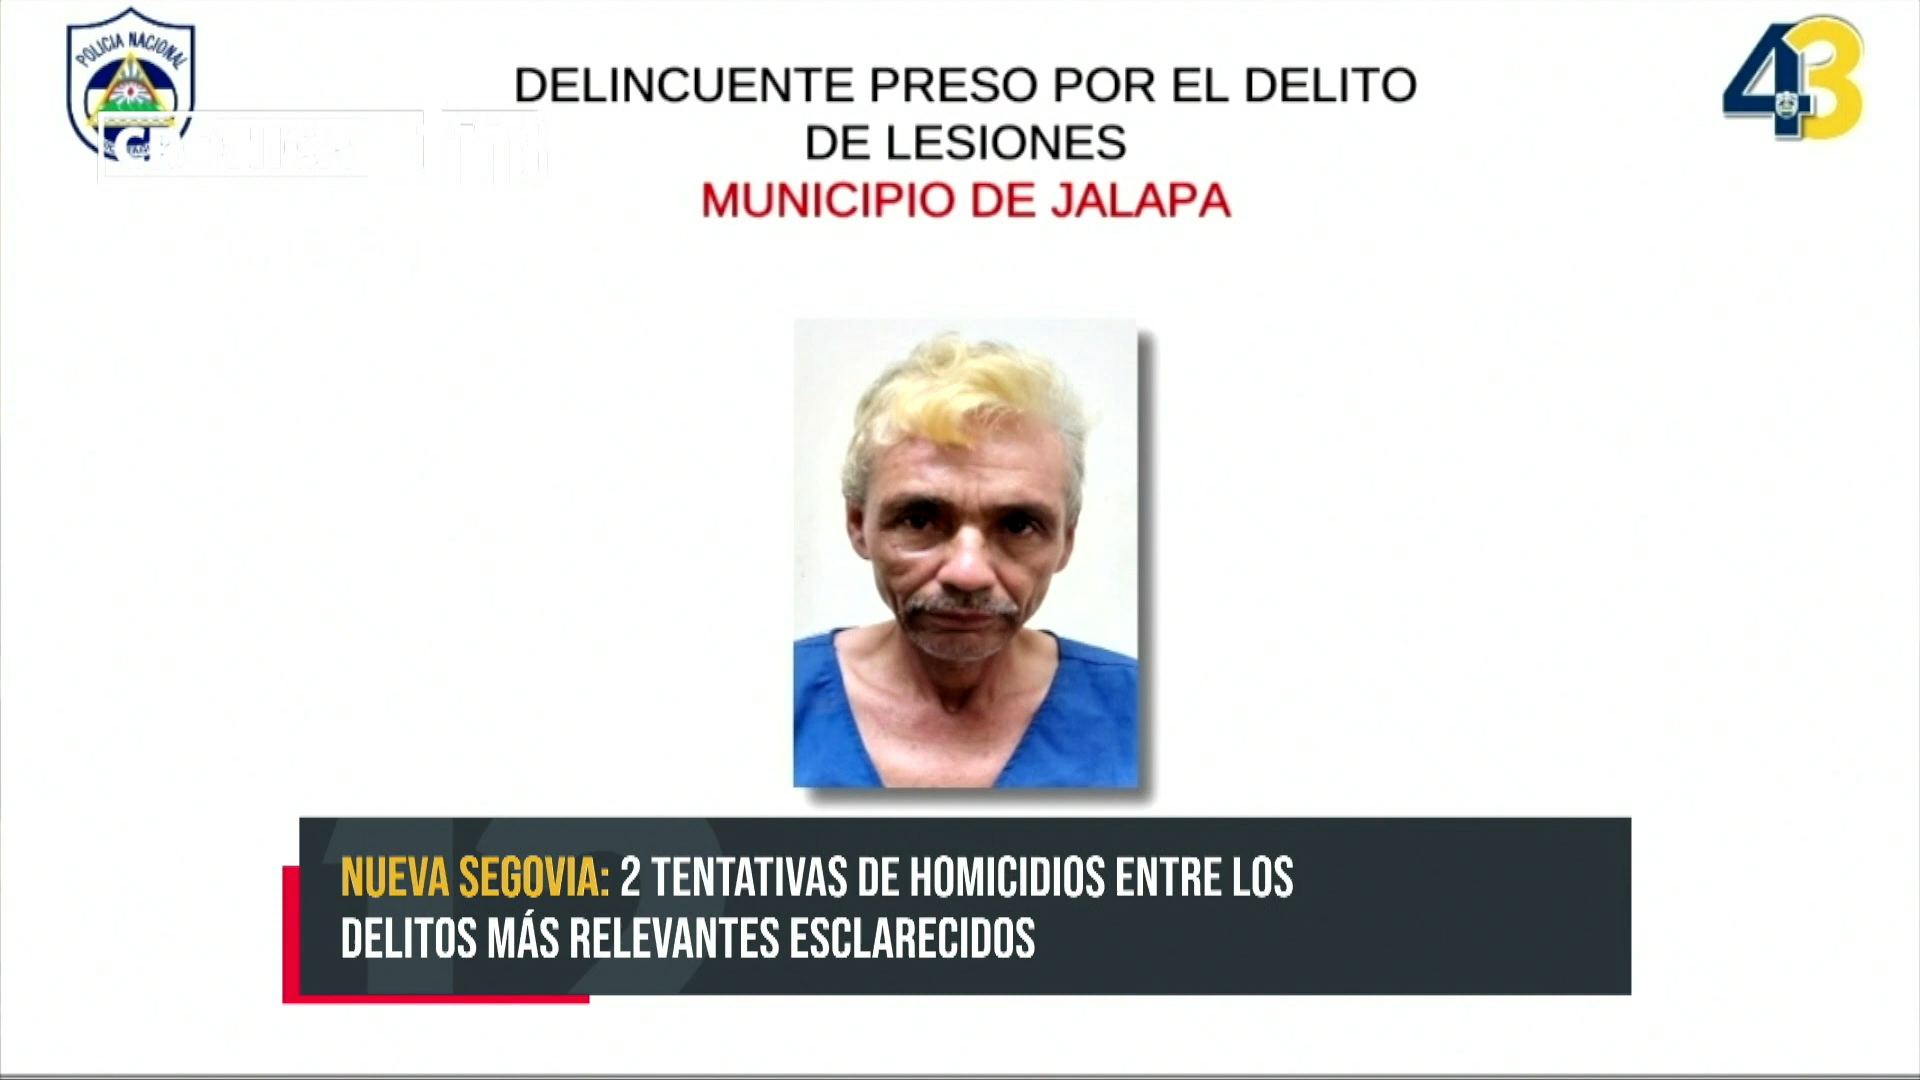 POLICIA NACIONAL
43
DELINCUENTE PRESO POR EL DELITO
DE LESIONES
MUNICIPIO DE JALAPA
NUEVA SEGOVIA: 2 TENTATIVAS DE HOMICIDIOS ENTRE LOS
DELITOS MÁS RELEVANTES ESCLARECIDOS